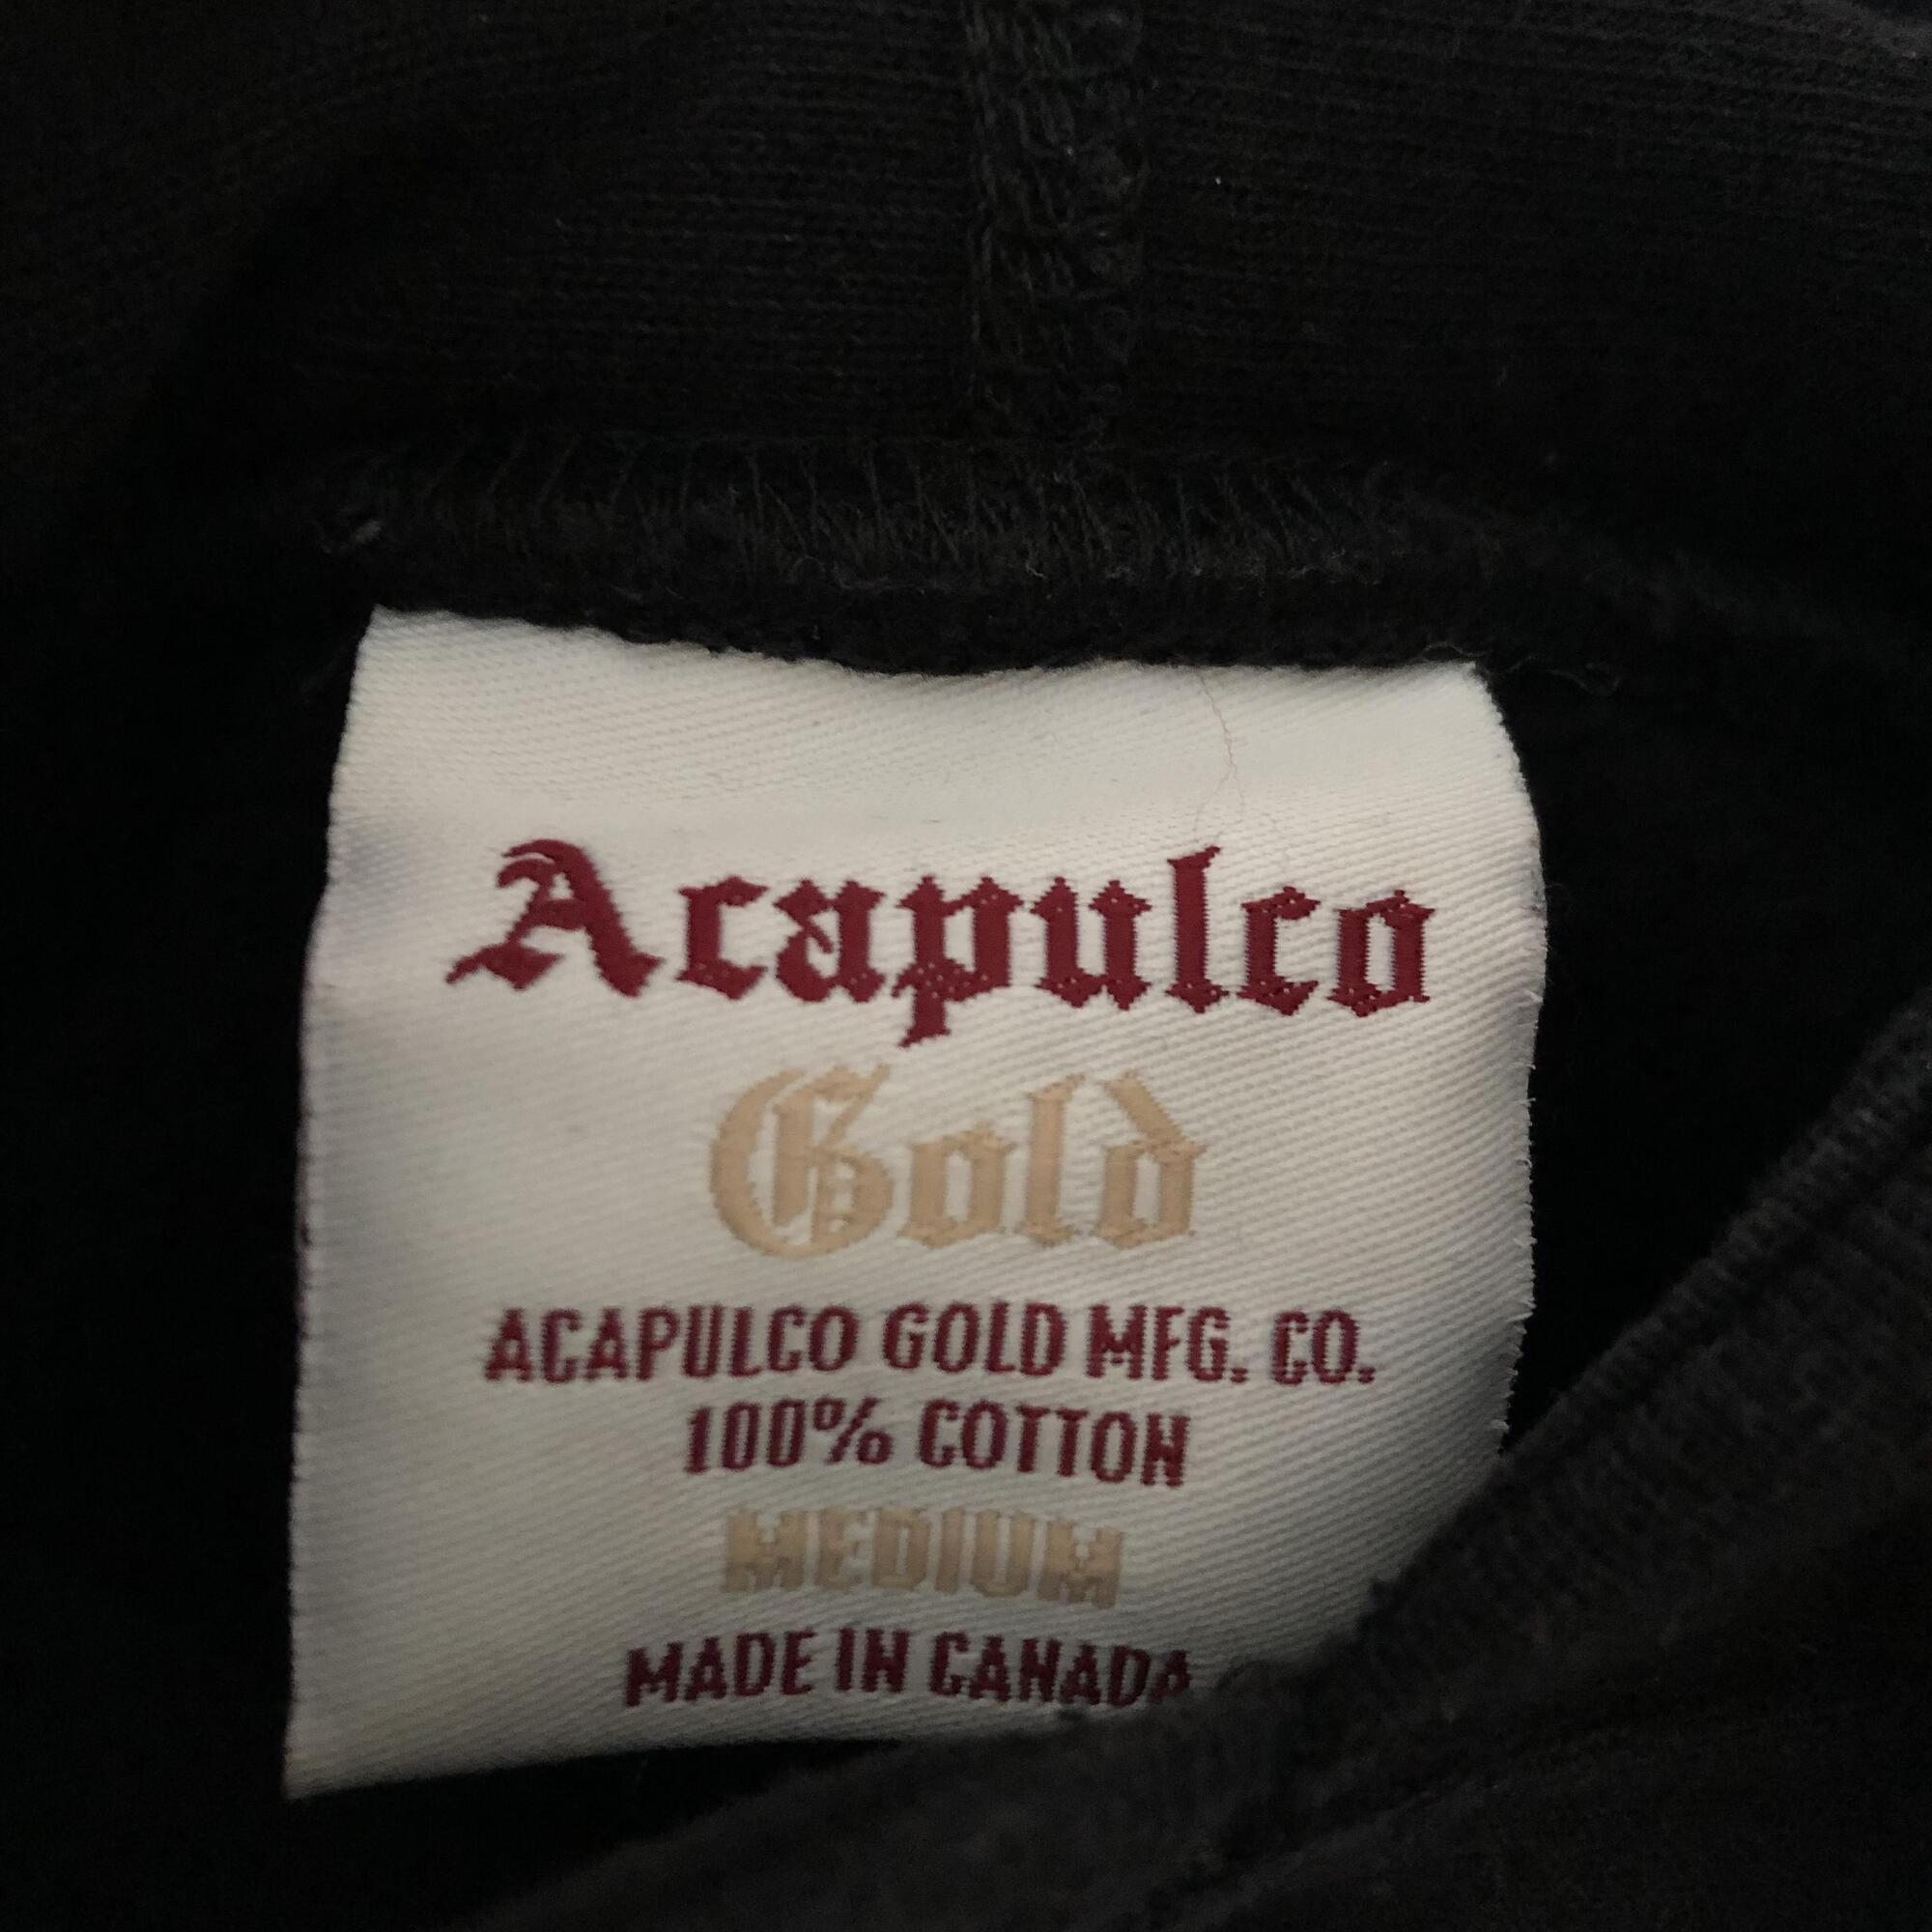 Acapulco
Gold
ACAPULCO GOLD MFG. CO.
100% COTTON
MEDIUM
MADE IN CANADA